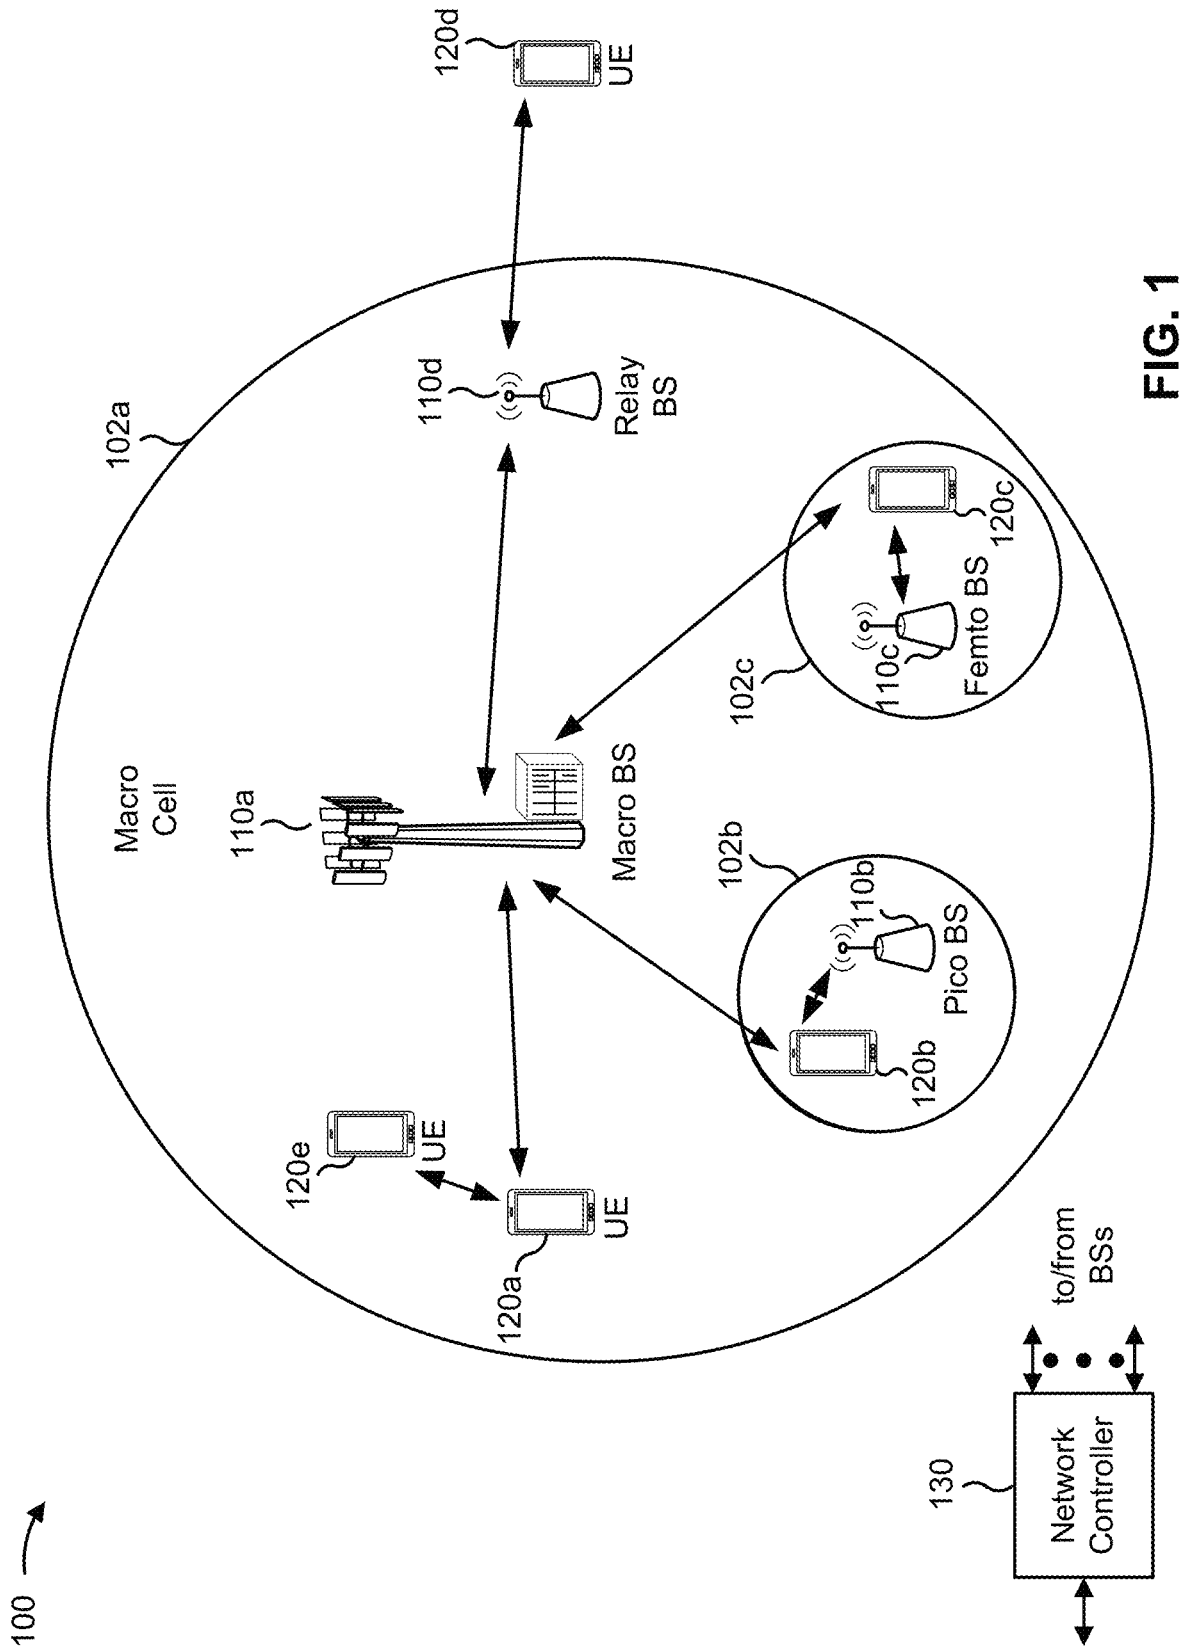 100
102a
Macro
Cell
110a
120d
UE
110d
Relay
BS
120e
UE
120a
UE
Macro BS
102b
110b
Pico BS
120b
102c
110c
Femto BS
120c
130
Network
Controller
to/from
BSs
FIG. 1